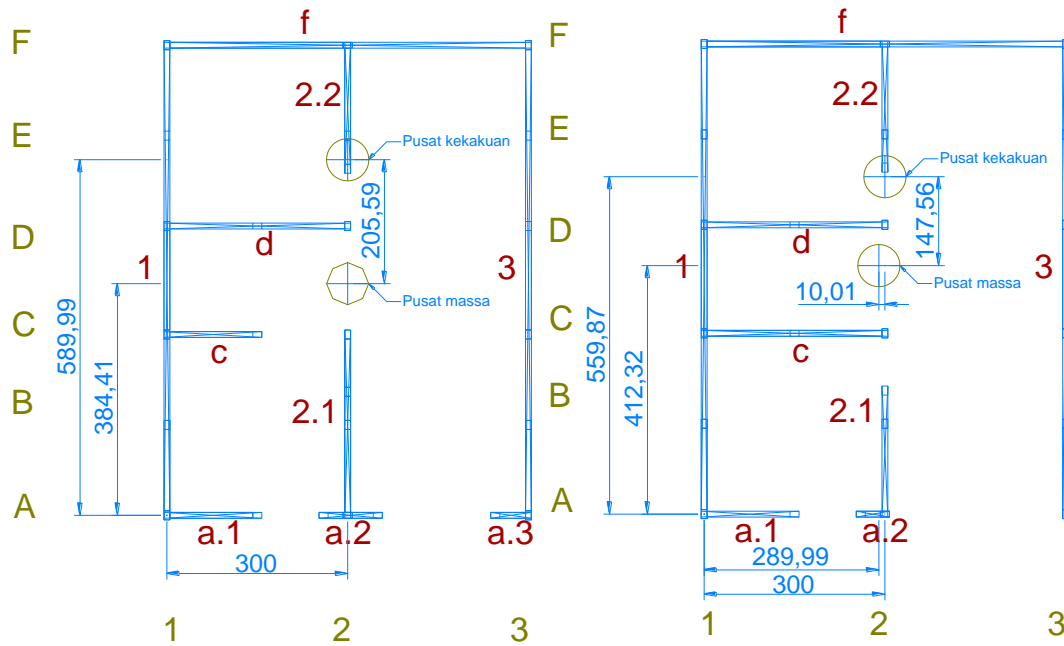 f
F
2.2
Pusat kekakuan
E
205,59
D
d
1
3
Pusat massa
C
c
589,99
384,41
B
2.1
A
a.1
a.2
a.3
300
1
2
3
f
F
2.2
E
Pusat kekakuan
147,56
D
d
1
3
Pusat massa
10,01
C
c
559,87
412,32
B
2.1
A
a.1
a.2
289,99
300
1
2
3